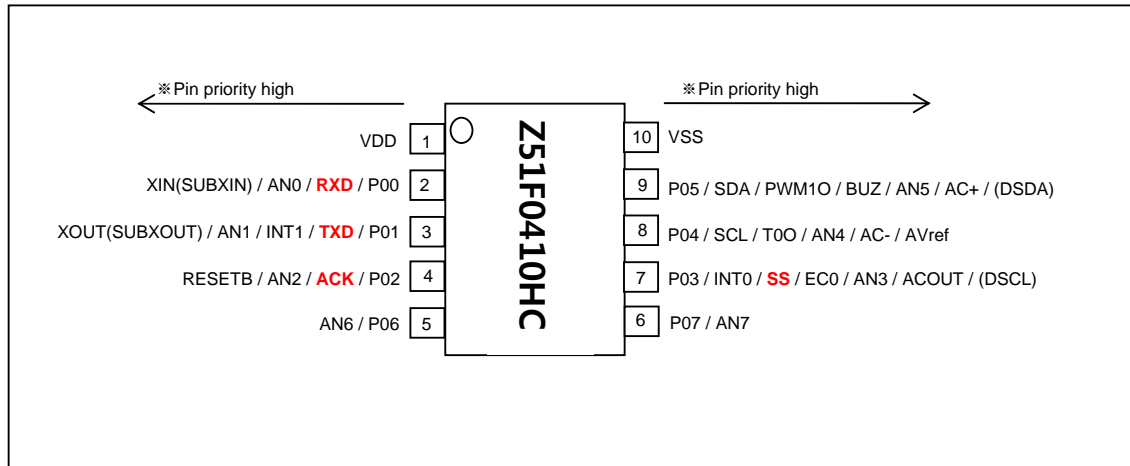 ※Pin priority high
※Pin priority high
Z51F0410HC
VDD 1
10 VSS
XIN(SUBXIN) / AN0 / RXD / P00 2
9 P05 / SDA / PWM1O / BUZ / AN5 / AC+ / (DSDA)
XOUT(SUBXOUT) / AN1 / INT1 / TXD / P01 3
8 P04 / SCL / T0O / AN4 / AC- / AVref
RESETB / AN2 / ACK / P02 4
7 P03 / INT0 / SS / EC0 / AN3 / ACOUT / (DSCL)
AN6 / P06 5
6 P07 / AN7